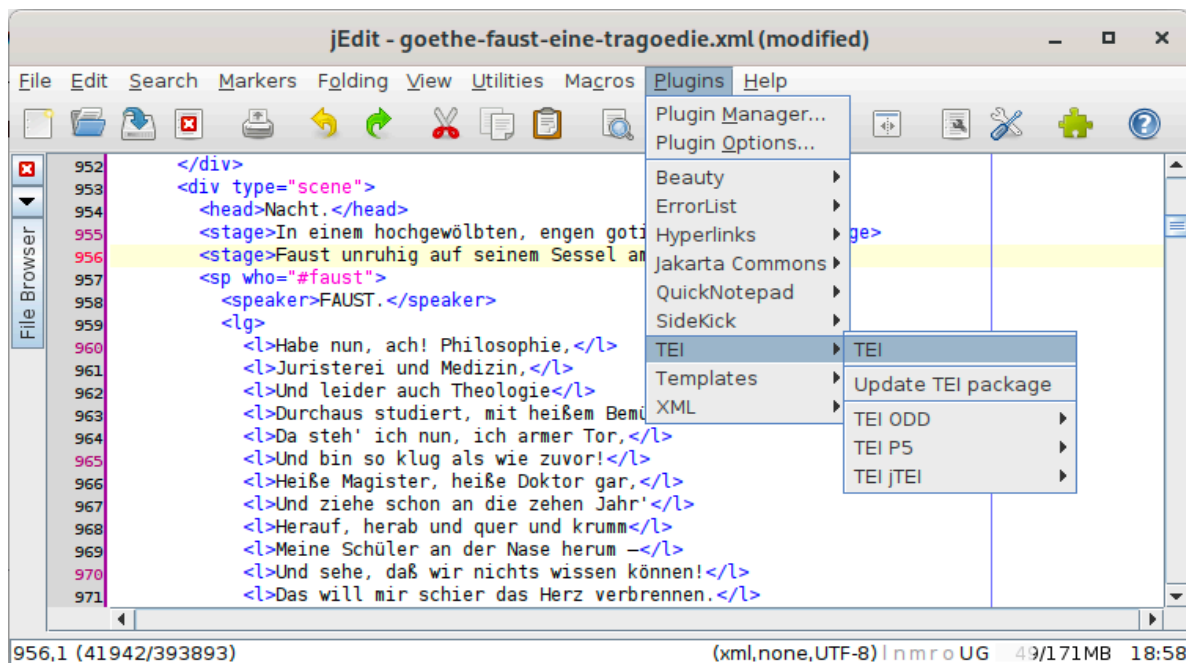 jEdit - goethe-faust-eine-tragoedie.xml (modified)
File Edit Search Markers Folding View Utilities Macros Plugins Help
Plugin Manager...
Plugin Options...
Beauty
ErrorList
Hyperlinks
Jakarta Commons
QuickNotepad
SideKick
TEI
Templates
XML
TEI
Update TEI package
TEI ODD
TEI P5
TEI jTEI
File Browser
952 </div>
953 <div type="scene">
954 <head>Nacht.</head>
955 <stage>In einem hochgewölbten, engen goti ge>
956 <stage>Faust unruhig auf seinem Sessel am
957 <sp who="#faust">
958 <speaker>FAUST.</speaker>
959 <lg>
960 <l>Habe nun, ach! Philosophie,</l>
961 <l>Juristerei und Medizin,</l>
962 <l>Und leider auch Theologie</l>
963 <l>Durchaus studiert, mit heißem Bemü
964 <l>Da steh' ich nun, ich armer Tor,</l>
965 <l>Und bin so klug als wie zuvor!</l>
966 <l>Heiße Magister, heiße Doktor gar,</l>
967 <l>Und ziehe schon an die zehen Jahr'</l>
968 <l>Herauf, herab und quer und krumm</l>
969 <l>Meine Schüler an der Nase herum —</l>
970 <l>Und sehe, daß wir nichts wissen können!</l>
971 <l>Das will mir schier das Herz verbrennen.</l>
956,1 (41942/393893) (xml,none,UTF-8) l n m r o UG 49/171MB 18:58